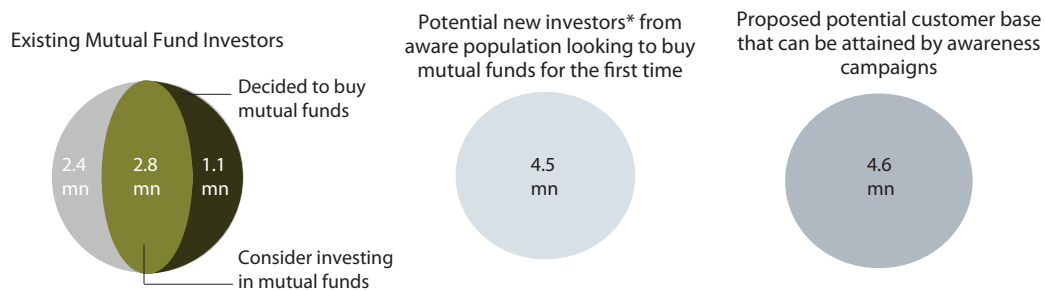 Existing Mutual Fund Investors
Decided to buy
mutual funds
2.4
mn
2.8
mn
1.1
mn
Consider investing
in mutual funds
Potential new investors* from
aware population looking to buy
mutual funds for the first time
4.5
mn
Proposed potential customer base
that can be attained by awareness
campaigns
4.6
mn